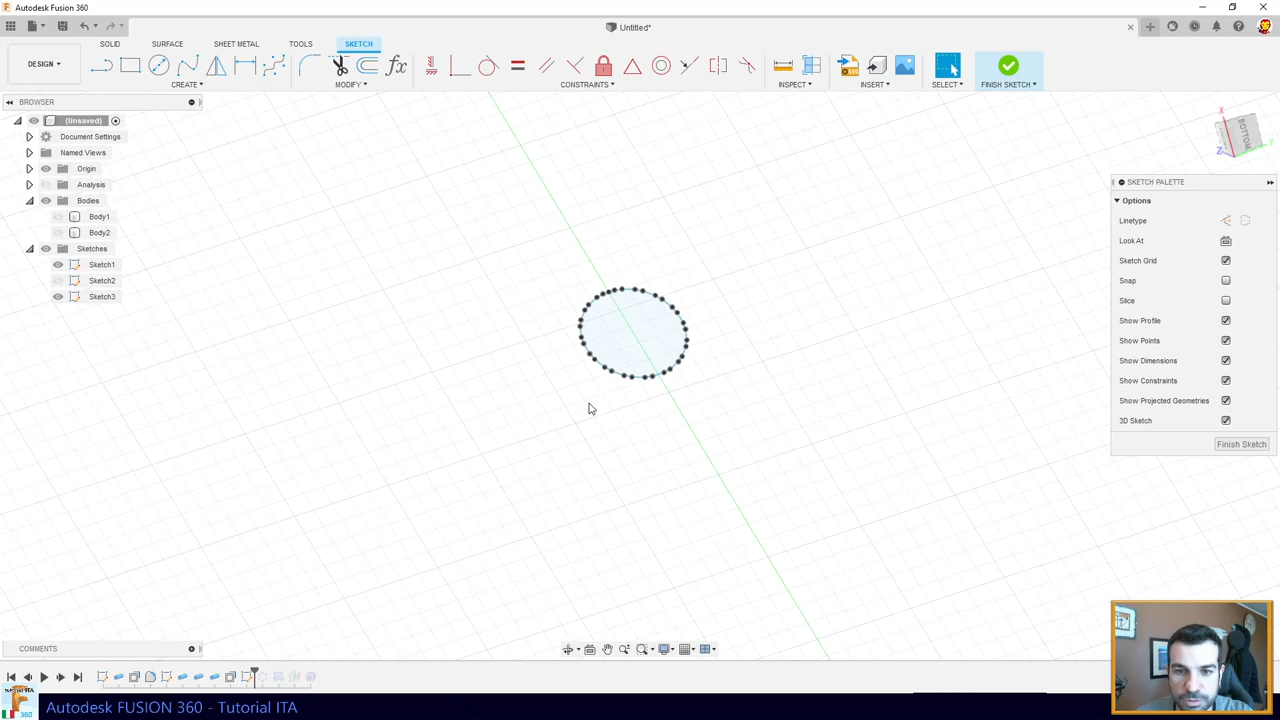 Autodesk Fusion 360
Untitled*
DESIGN
SOLID
SURFACE
SHEET METAL
TOOLS
SKETCH
CREATE
MODIFY
CONSTRAINTS
INSPECT
INSERT
SELECT
FINISH SKETCH
fx
BROWSER
(Unsaved)
Document Settings
Named Views
Origin
Analysis
Bodies
Body1
Body2
Sketches
Sketch1
Sketch2
Sketch3
X
BOTTOM
Y
Z
SKETCH PALETTE
Options
Linetype
Look At
Sketch Grid
Snap
Slice
Show Profile
Show Points
Show Dimensions
Show Constraints
Show Projected Geometries
3D Sketch
Finish Sketch
COMMENTS
Autodesk FUSION 360 - Tutorial ITA